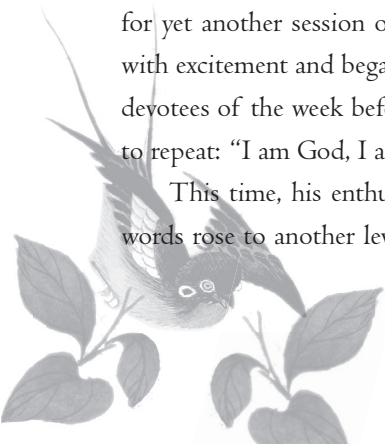 for yet another session o
with excitement and bega
devotees of the week befo
to repeat: “I am God, I a
This time, his enthu
words rose to another lev